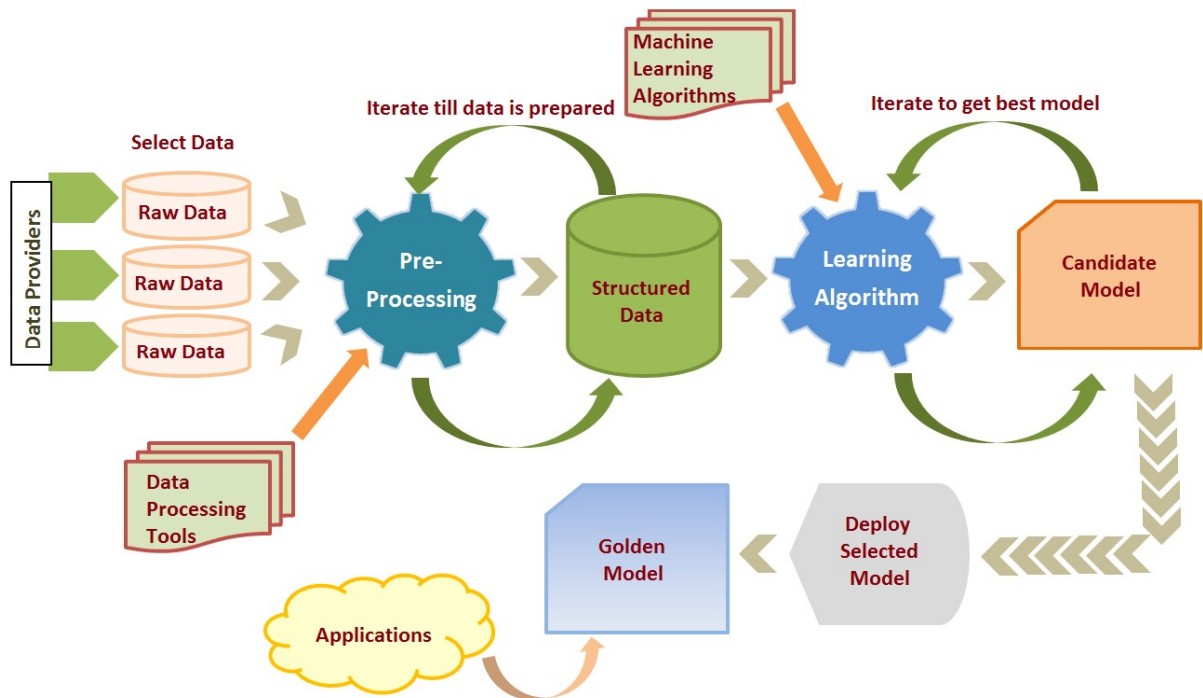 Machine
Learning
Algorithms
Iterate till data is prepared
Iterate to get best model
Select Data
Data Providers
Raw Data
Raw Data
Raw Data
Pre-
Processing
Structured
Data
Learning
Algorithm
Candidate
Model
Data
Processing
Tools
Golden
Model
Deploy
Selected
Model
Applications